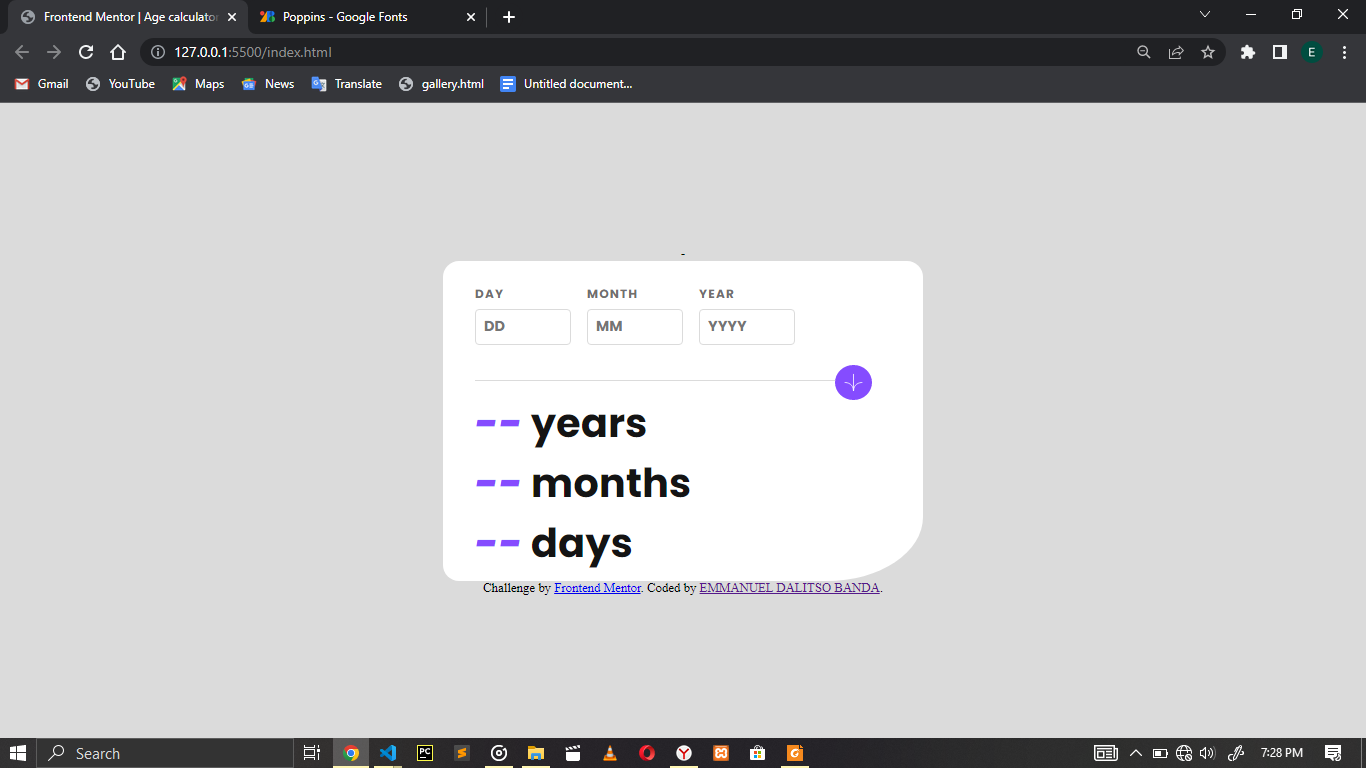 Frontend Mentor | Age calculator
Poppins - Google Fonts
127.0.0.1:5500/index.html
E
Gmail
YouTube
Maps
News
Translate
gallery.html
Untitled document...
-
DAY MONTH YEAR
DD MM YYYY
-- years
-- months
-- days
Challenge by Frontend Mentor. Coded by EMMANUEL DALITSO BANDA.
Search
PC
7:28 PM